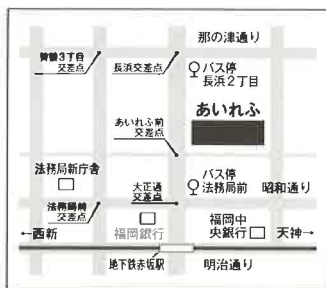 那の津通り
舞鶴3丁目
交差点
長浜交差点
バス停
長浜2丁目
あいれふ
あいれふ前
交差点
法務局新庁舎
大正通
交差点
バス停
法務局前
昭和通り
法務局前
交差点
福岡銀行
福岡中
央銀行
←西新
天神→
地下鉄赤坂駅
明治通り